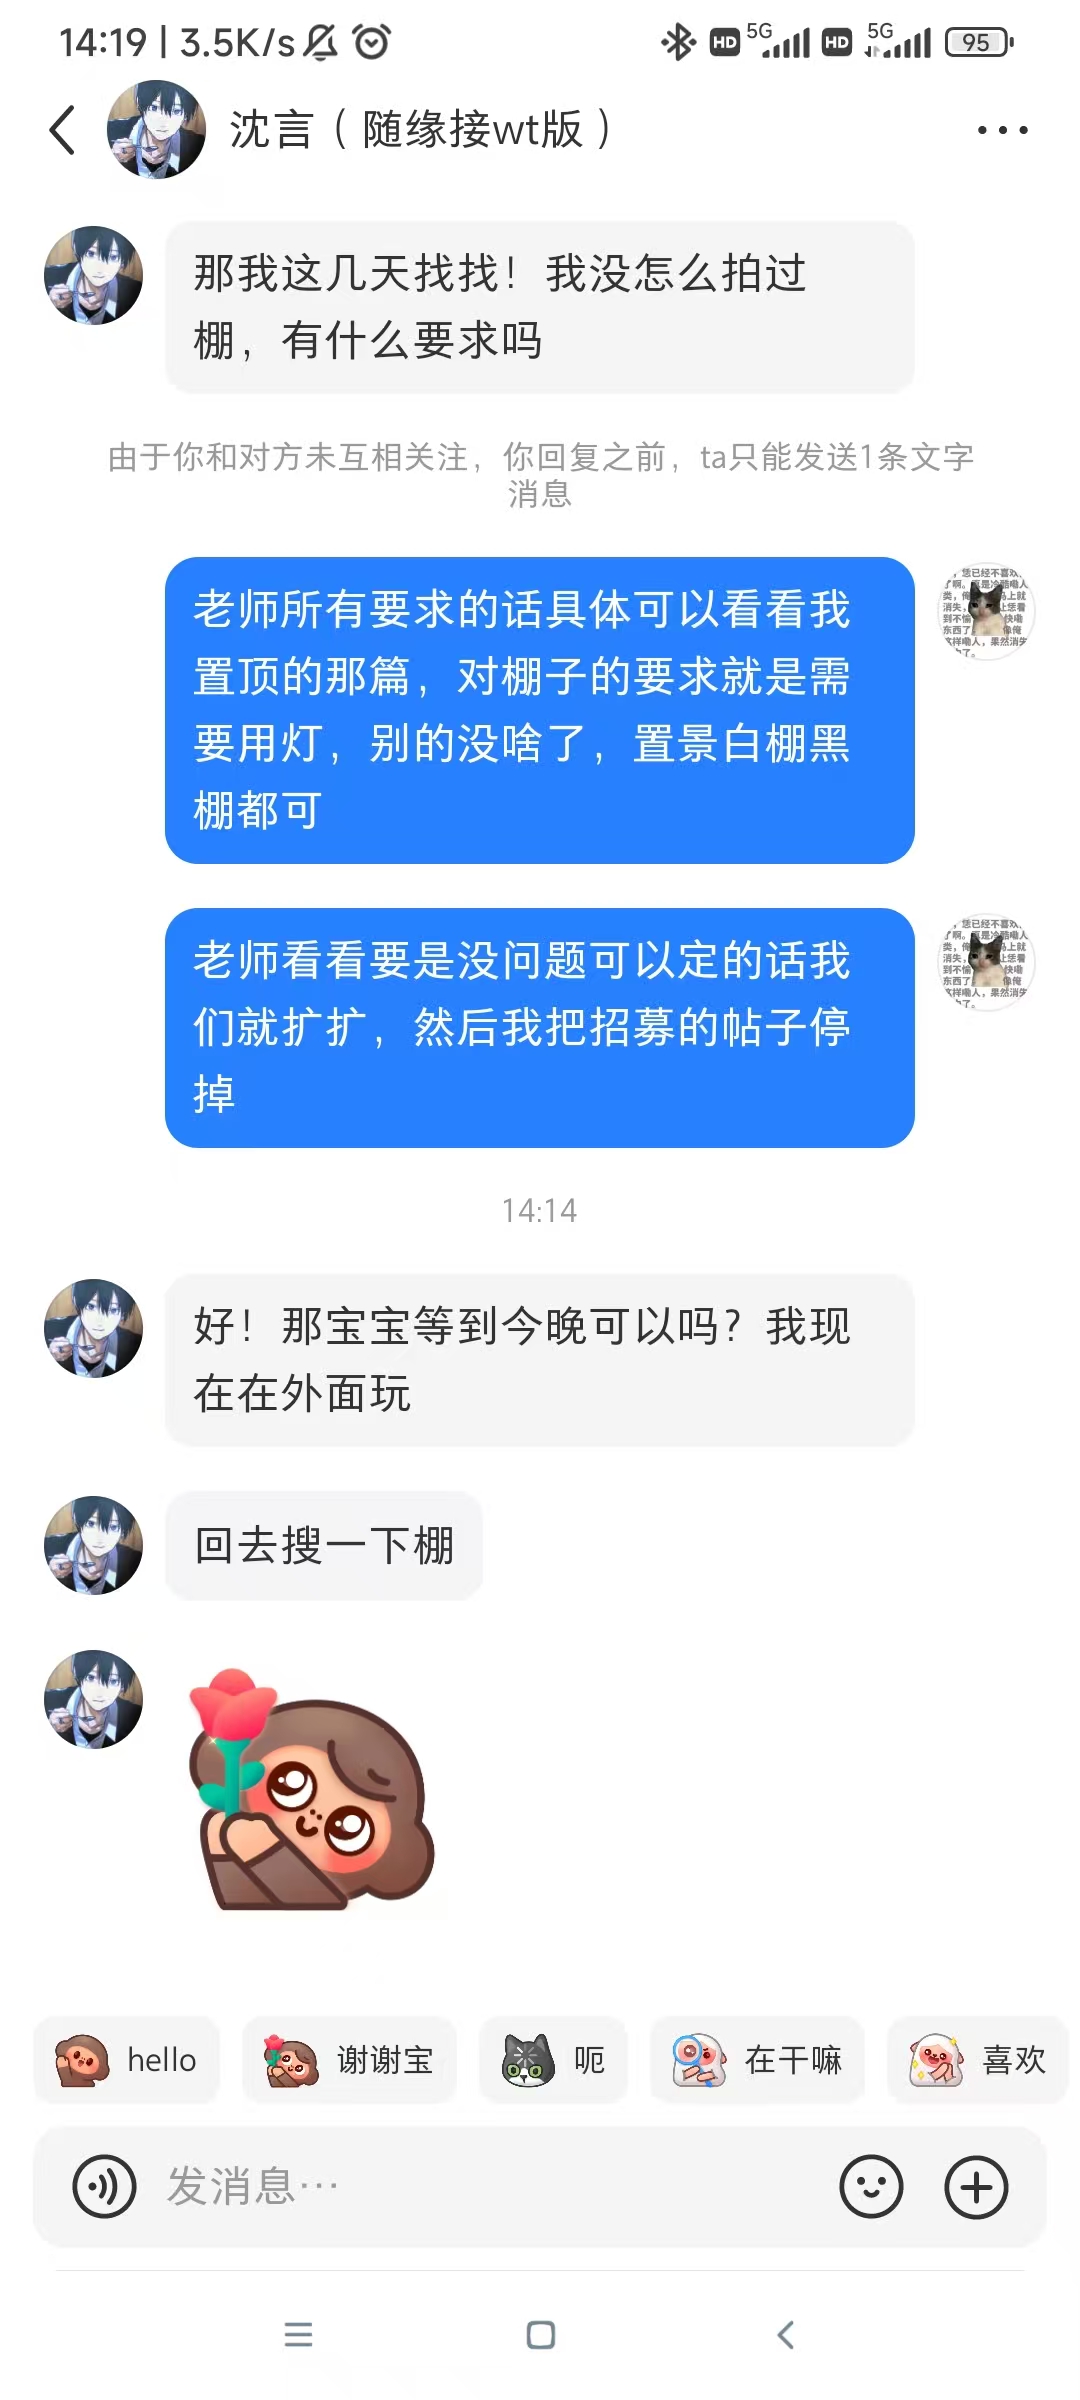 14:19 | 3.5K/s
HD 5G HD 5G 95
沈言（随缘接wt版）
那我这几天找找！我没怎么拍过
棚，有什么要求吗
由于你和对方未互相关注，你回复之前，ta只能发送1条文字
消息
老师所有要求的话具体可以看看我
置顶的那篇，对棚子的要求就是需
要用灯，别的没啥了，置景白棚黑
棚都可
老师看看要是没问题可以定的话我
们就扩扩，然后我把招募的帖子停
掉
14:14
好！那宝宝等到今晚可以吗？我现
在在外面玩
回去搜一下棚
hello
谢谢宝
呃
在干嘛
喜欢
发消息…